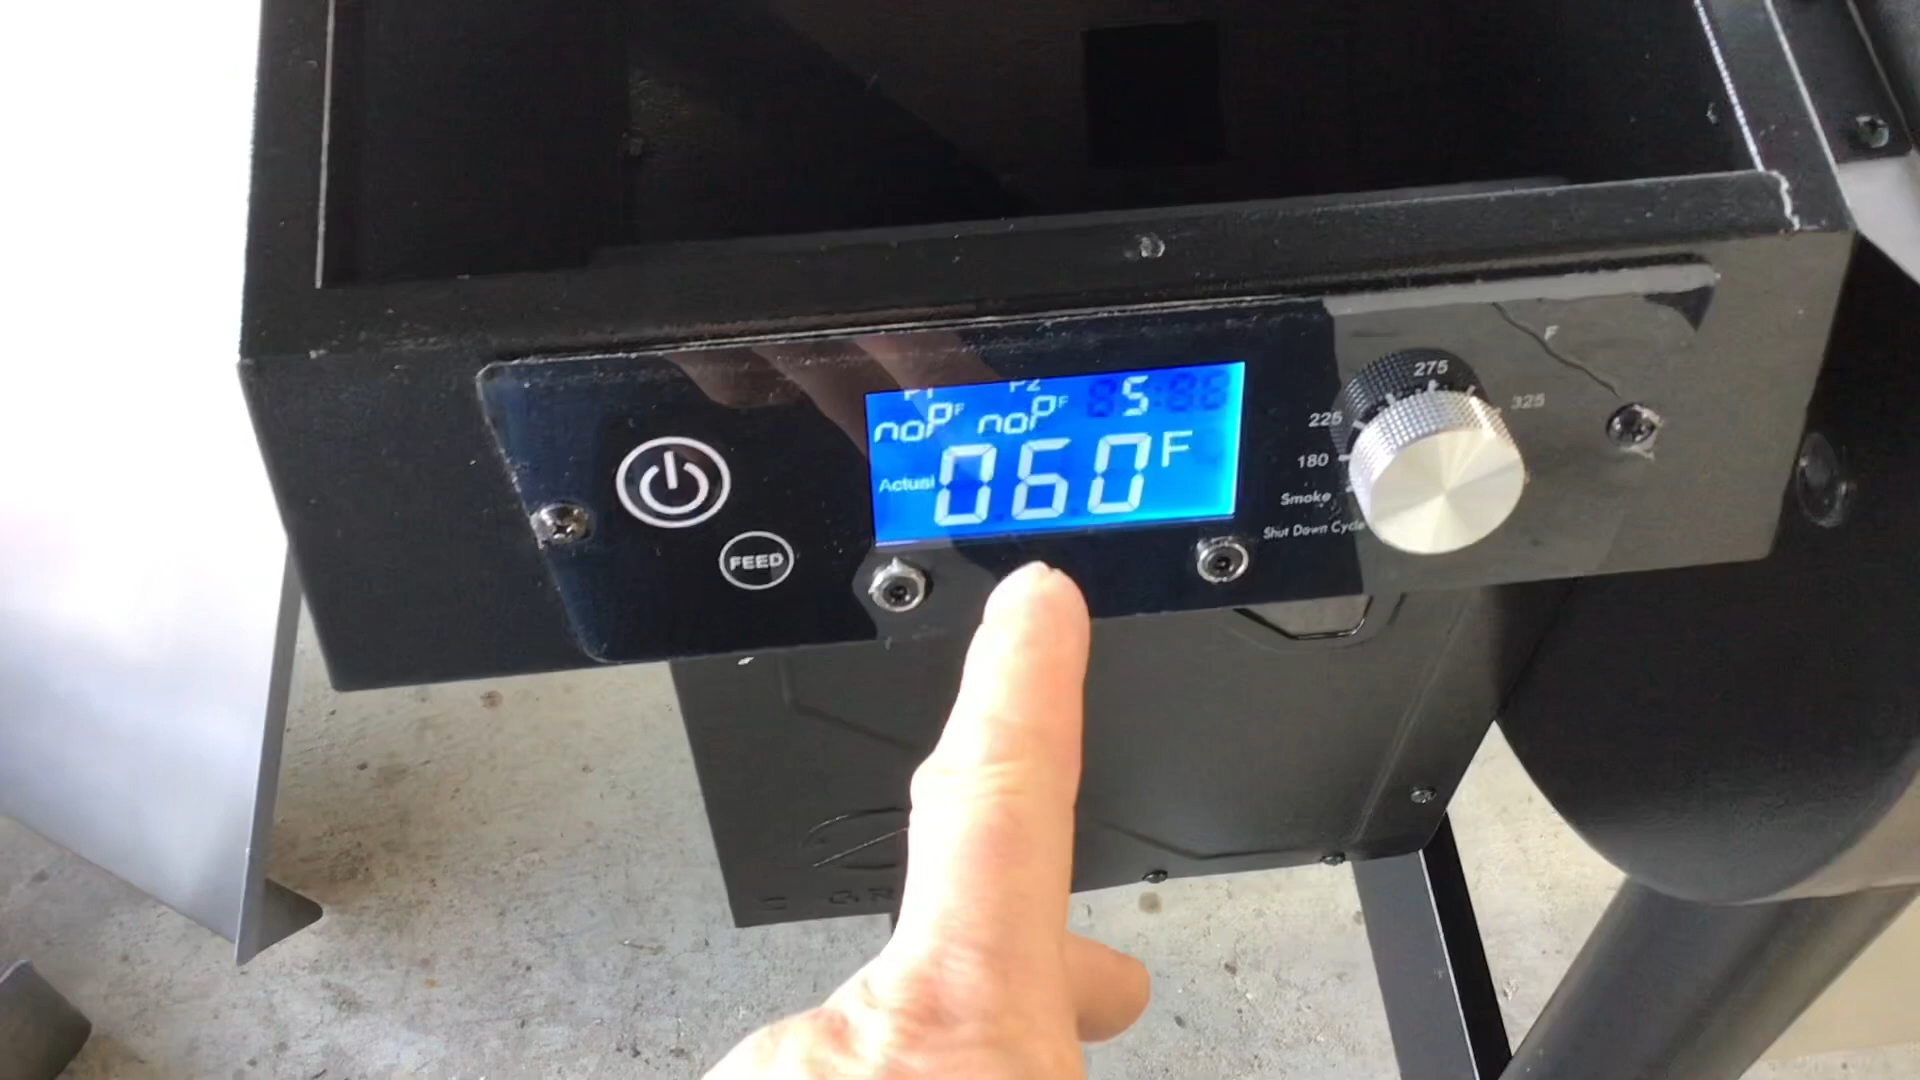 P1 P2 S
noP F noP F
Actual 060 F
FEED
F
275
325
225
180
Smoke
Shut Down Cycle